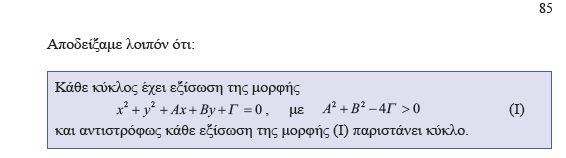 85
Αποδείξαμε λοιπόν ότι:
Κάθε κύκλος έχει εξίσωση της μορφής
x² + y² + Ax + By + Γ = 0 , με A² + B² − 4Γ > 0 (I)
και αντιστρόφως κάθε εξίσωση της μορφής (I) παριστάνει κύκλο.